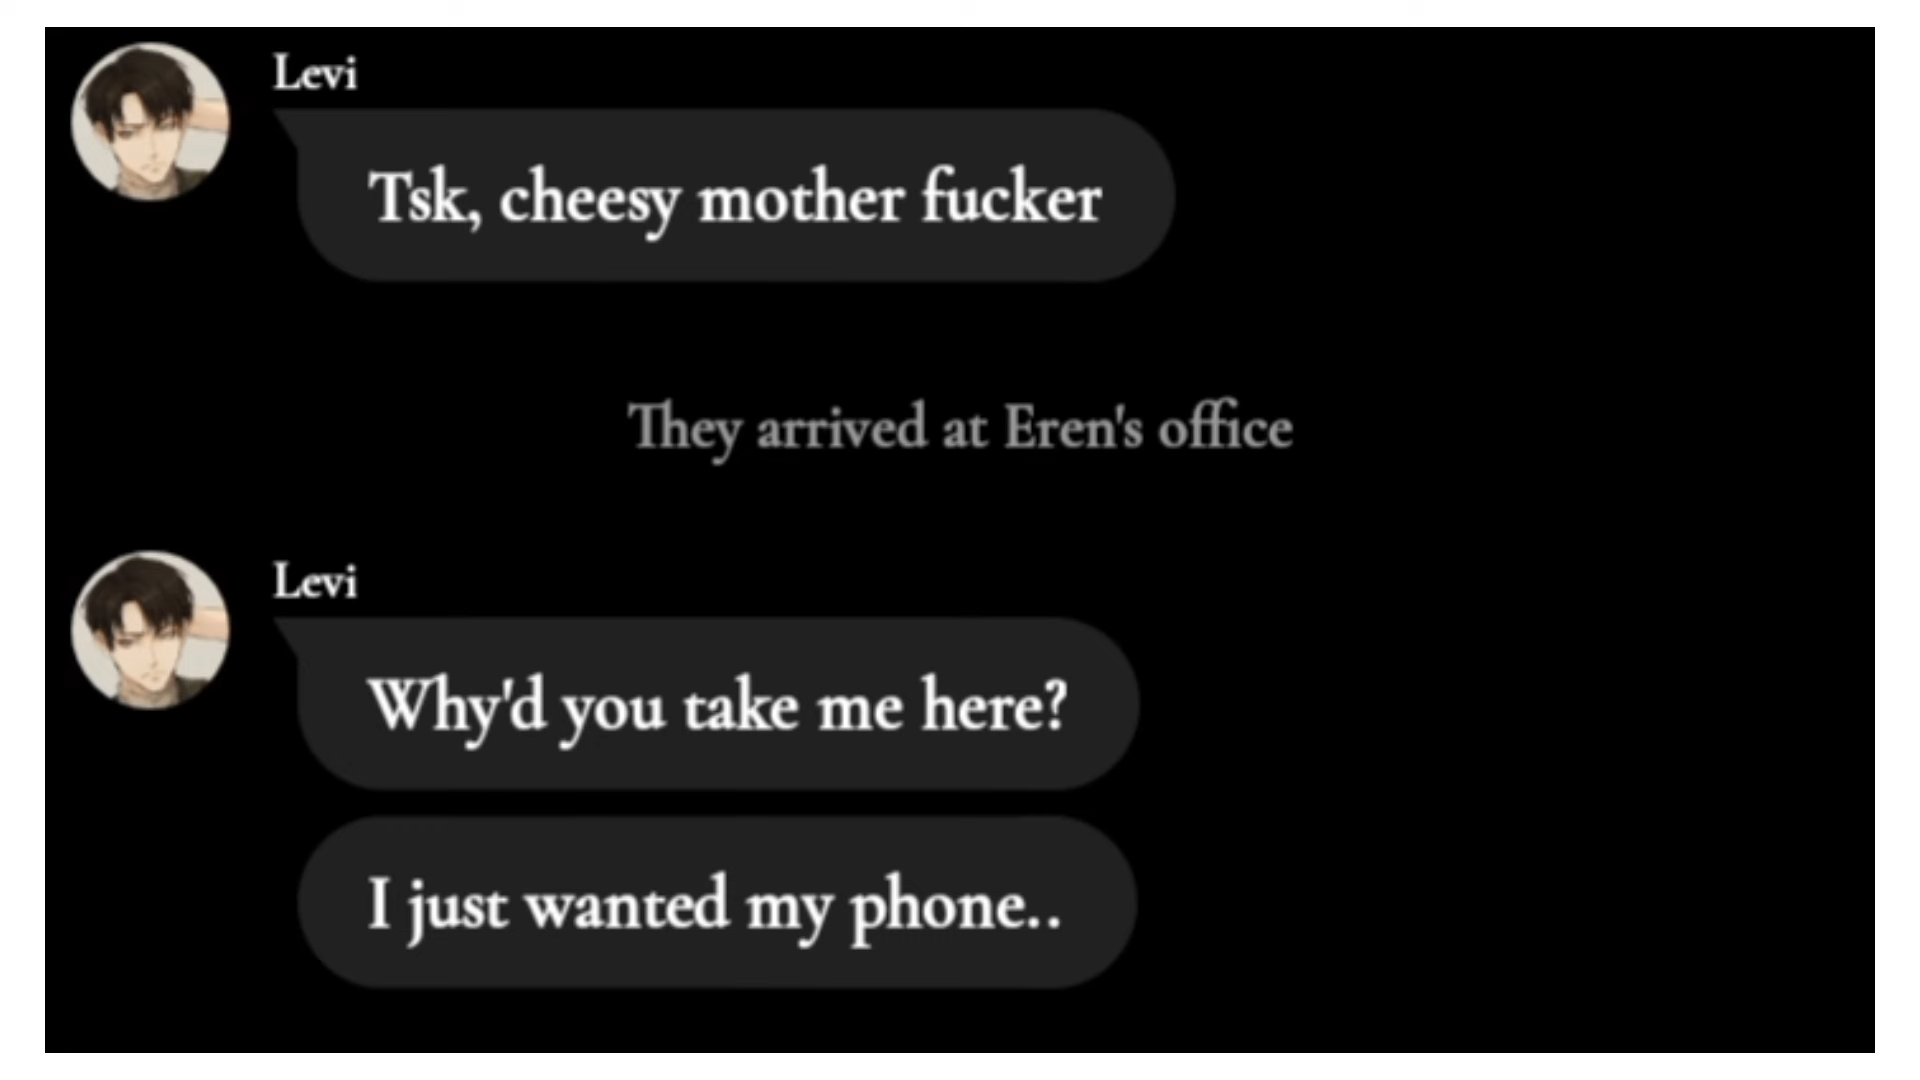 Levi
Tsk, cheesy mother fucker
They arrived at Eren's office
Levi
Why'd you take me here?
I just wanted my phone..